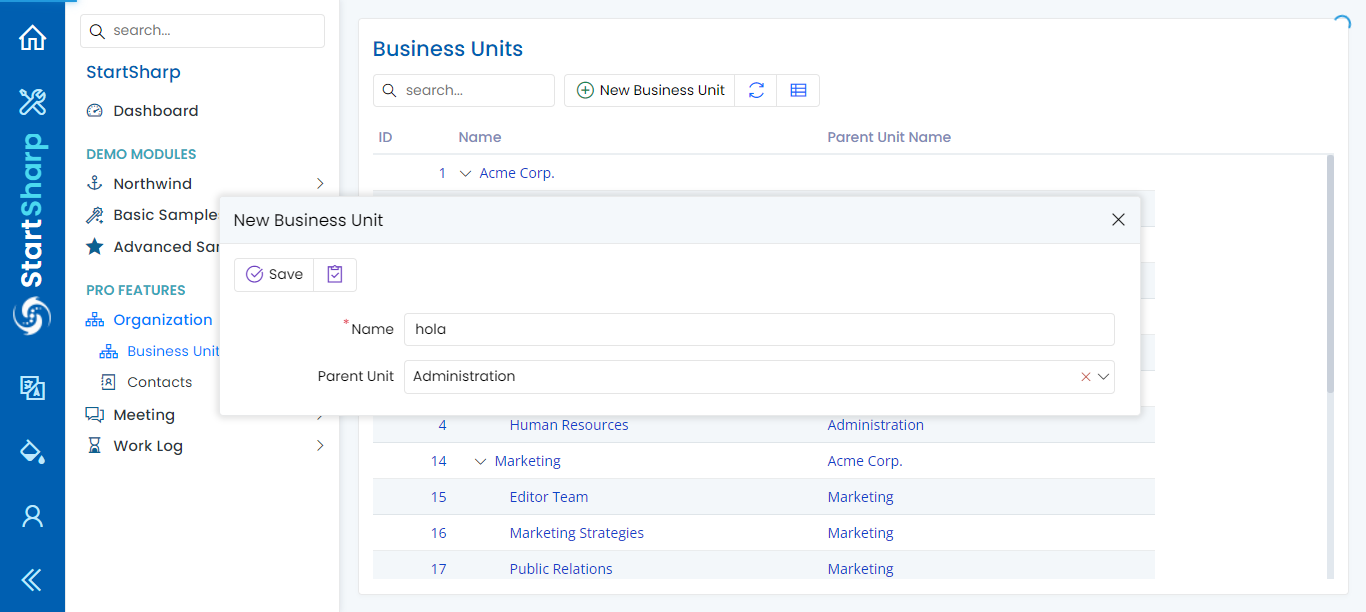 StartSharp
search...
StartSharp
Dashboard
DEMO MODULES
Northwind
Basic Sample
Advanced Sar
PRO FEATURES
Organization
Business Unit
Contacts
Meeting
Work Log
Business Units
search...
New Business Unit
ID Name Parent Unit Name
1 Acme Corp.
New Business Unit
Save
* Name hola
Parent Unit Administration
4 Human Resources Administration
14 Marketing Acme Corp.
15 Editor Team Marketing
16 Marketing Strategies Marketing
17 Public Relations Marketing